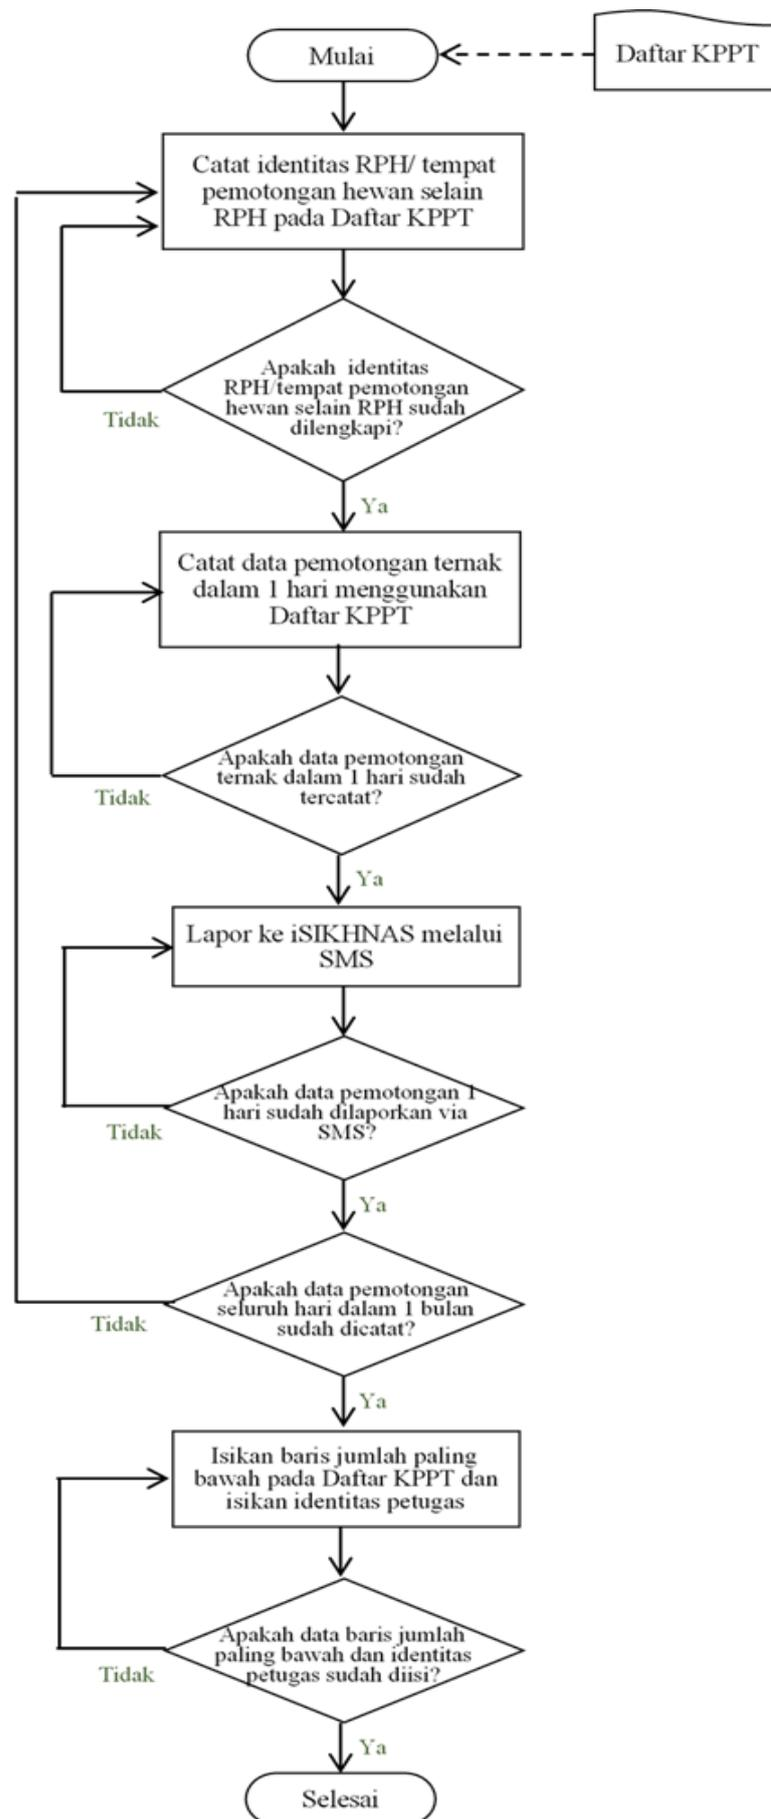 Mulai
Daftar KPPT
Catat identitas RPH/ tempat
pemotongan hewan selain
RPH pada Daftar KPPT
Apakah identitas
RPH/tempat pemotongan
hewan selain RPH sudah
dilengkapi?
Tidak
Ya
Catat data pemotongan ternak
dalam 1 hari menggunakan
Daftar KPPT
Apakah data pemotongan
ternak dalam 1 hari sudah
tercatat?
Tidak
Ya
Lapor ke iSIKHNAS melalui
SMS
Apakah data pemotongan 1
hari sudah dilaporkan via
SMS?
Tidak
Ya
Apakah data pemotongan
seluruh hari dalam 1 bulan
sudah dicatat?
Tidak
Ya
Isikan baris jumlah paling
bawah pada Daftar KPPT dan
isikan identitas petugas
Apakah data baris jumlah
paling bawah dan identitas
petugas sudah diisi?
Tidak
Ya
Selesai